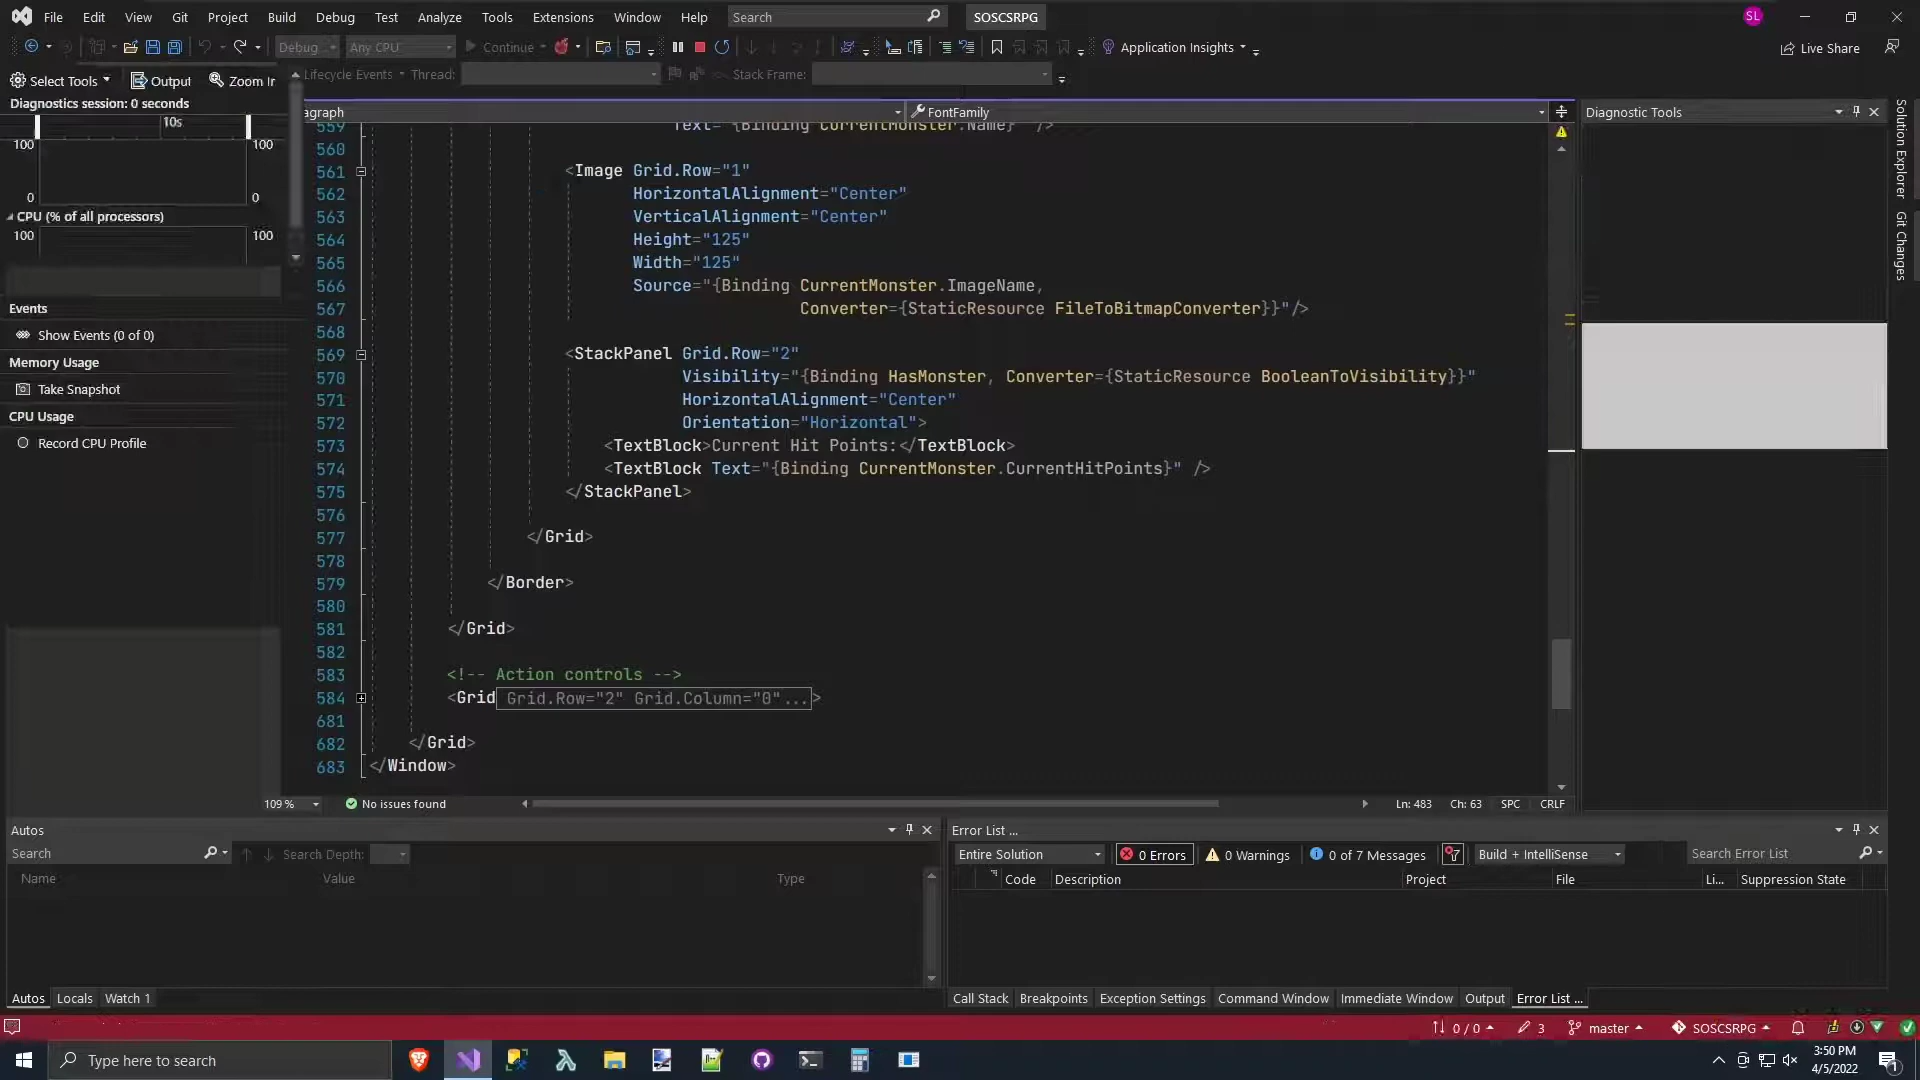 File Edit View Git Project Build Debug Test Analyze Tools Extensions Window Help Search SOSCSRPG SL
Debug Any CPU Continue Application Insights Live Share
Select Tools Output Zoom In Lifecycle Events Thread: Stack Frame:
Diagnostics session: 0 seconds
10s
100 100
0 0
CPU (% of all processors)
100 100
Events
Show Events (0 of 0)
Memory Usage
Take Snapshot
CPU Usage
Record CPU Profile
agraph FontFamily
559 Text="{Binding CurrentMonster.Name}" />
560
561 <Image Grid.Row="1"
562 HorizontalAlignment="Center"
563 VerticalAlignment="Center"
564 Height="125"
565 Width="125"
566 Source="{Binding CurrentMonster.ImageName,
567 Converter={StaticResource FileToBitmapConverter}}"/>
568
569 <StackPanel Grid.Row="2"
570 Visibility="{Binding HasMonster, Converter={StaticResource BooleanToVisibility}}"
571 HorizontalAlignment="Center"
572 Orientation="Horizontal">
573 <TextBlock>Current Hit Points:</TextBlock>
574 <TextBlock Text="{Binding CurrentMonster.CurrentHitPoints}" />
575 </StackPanel>
576
577 </Grid>
578
579 </Border>
580
581 </Grid>
582
583 <!-- Action controls -->
584 <Grid Grid.Row="2" Grid.Column="0"...>
681
682 </Grid>
683 </Window>
109 % No issues found Ln: 483 Ch: 63 SPC CRLF
Diagnostic Tools
Solution Explorer
Git Changes
Autos
Search Search Depth:
Name Value Type
Autos Locals Watch 1
Error List ...
Entire Solution 0 Errors 0 Warnings 0 of 7 Messages Build + IntelliSense Search Error List
Code Description Project File Li... Suppression State
Call Stack Breakpoints Exception Settings Command Window Immediate Window Output Error List ...
0 / 0 3 master SOSCSRPG
Type here to search
3:50 PM
4/5/2022
1